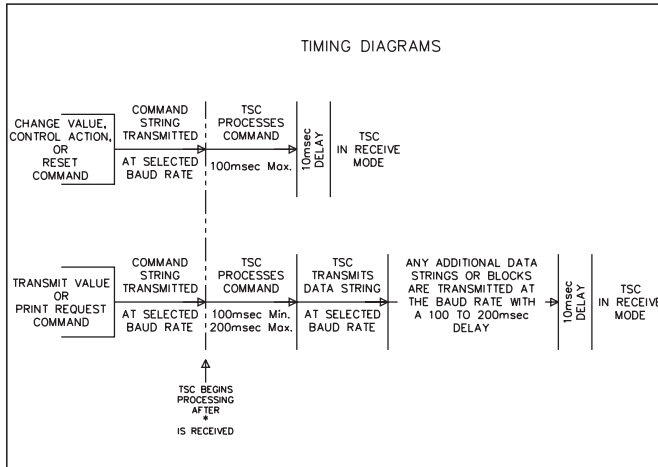 TIMING DIAGRAMS
CHANGE VALUE,
CONTROL ACTION,
OR
RESET
COMMAND
COMMAND
STRING
TRANSMITTED
AT SELECTED
BAUD RATE
TSC
PROCESSES
COMMAND
100msec Max.
10msec
DELAY
TSC
IN RECEIVE
MODE
TRANSMIT VALUE
OR
PRINT REQUEST
COMMAND
COMMAND
STRING
TRANSMITTED
AT SELECTED
BAUD RATE
TSC
PROCESSES
COMMAND
100msec Min.
200msec Max.
TSC
TRANSMITS
DATA STRING
AT SELECTED
BAUD RATE
ANY ADDITIONAL DATA
STRINGS OR BLOCKS
ARE TRANSMITTED AT
THE BAUD RATE WITH
A 100 TO 200msec
DELAY
10msec
DELAY
TSC
IN RECEIVE
MODE
TSC BEGINS
PROCESSING
AFTER
*
IS RECEIVED